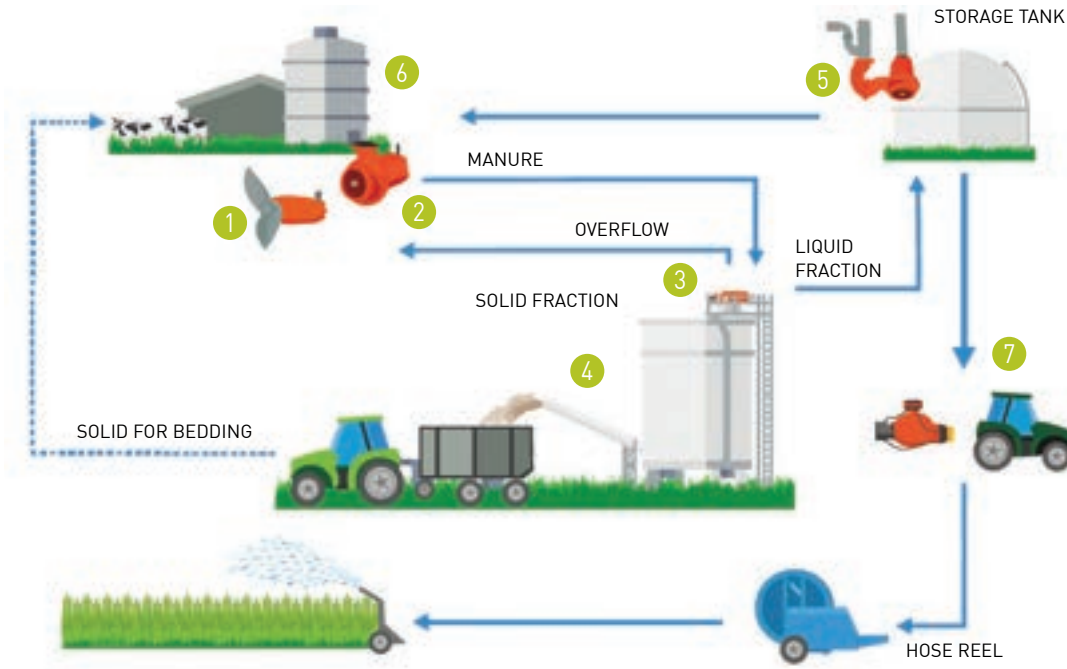 STORAGE TANK
5
6
MANURE
1
2
OVERFLOW
LIQUID
FRACTION
3
SOLID FRACTION
7
4
SOLID FOR BEDDING
HOSE REEL